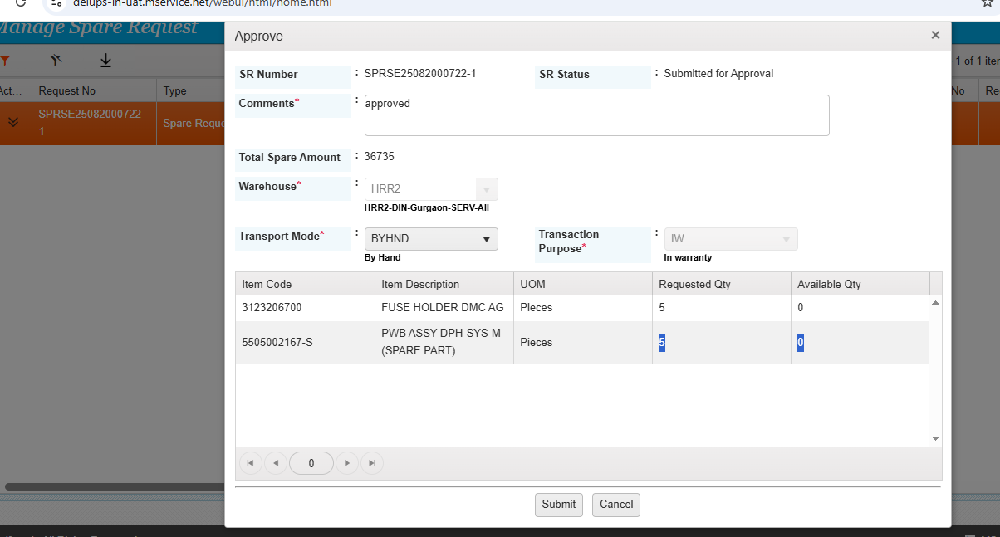 delups-in-uat.mservice.net/webui/html/home.html
Manage Spare Request
Approve
1 of 1 iter
Act...
Request No
Type
No
Re
SPRSE25082000722-
1
Spare Reque
SR Number : SPRSE25082000722-1
SR Status : Submitted for Approval
Comments* : approved
Total Spare Amount : 36735
Warehouse* : HRR2
HRR2-DIN-Gurgaon-SERV-All
Transport Mode* : BYHND
By Hand
Transaction
Purpose* : IW
In warranty
Item Code Item Description UOM Requested Qty Available Qty
3123206700 FUSE HOLDER DMC AG Pieces 5 0
5505002167-S PWB ASSY DPH-SYS-M
(SPARE PART) Pieces 5 0
0
Submit Cancel